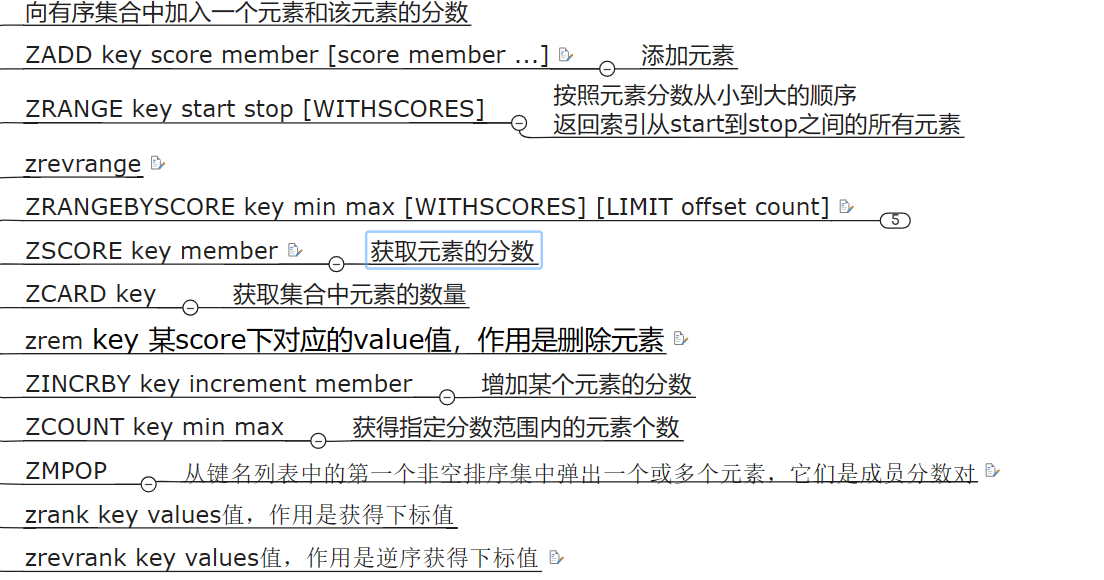 向有序集合中加入一个元素和该元素的分数
ZADD key score member [score member ...] 添加元素
ZRANGE key start stop [WITHSCORES] 按照元素分数从小到大的顺序
返回索引从start到stop之间的所有元素
zrevrange
ZRANGEBYSCORE key min max [WITHSCORES] [LIMIT offset count] 5
ZSCORE key member 获取元素的分数
ZCARD key 获取集合中元素的数量
zrem key 某score下对应的value值，作用是删除元素
ZINCRBY key increment member 增加某个元素的分数
ZCOUNT key min max 获得指定分数范围内的元素个数
ZMPOP 从键名列表中的第一个非空排序集中弹出一个或多个元素，它们是成员分数对
zrank key values值，作用是获得下标值
zrevrank key values值，作用是逆序获得下标值